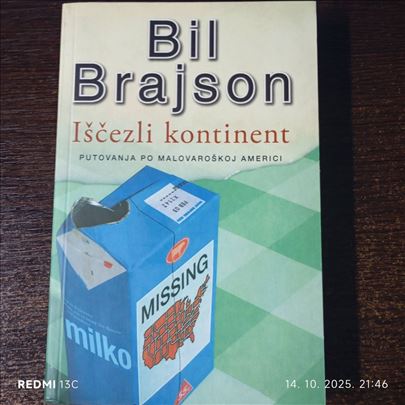 Bil
Brajson
Iščezli kontinent
PUTOVANJA PO MALOVAROŠKOJ AMERICI
MISSING
milko
REDMI 13C
14. 10. 2025. 21:46